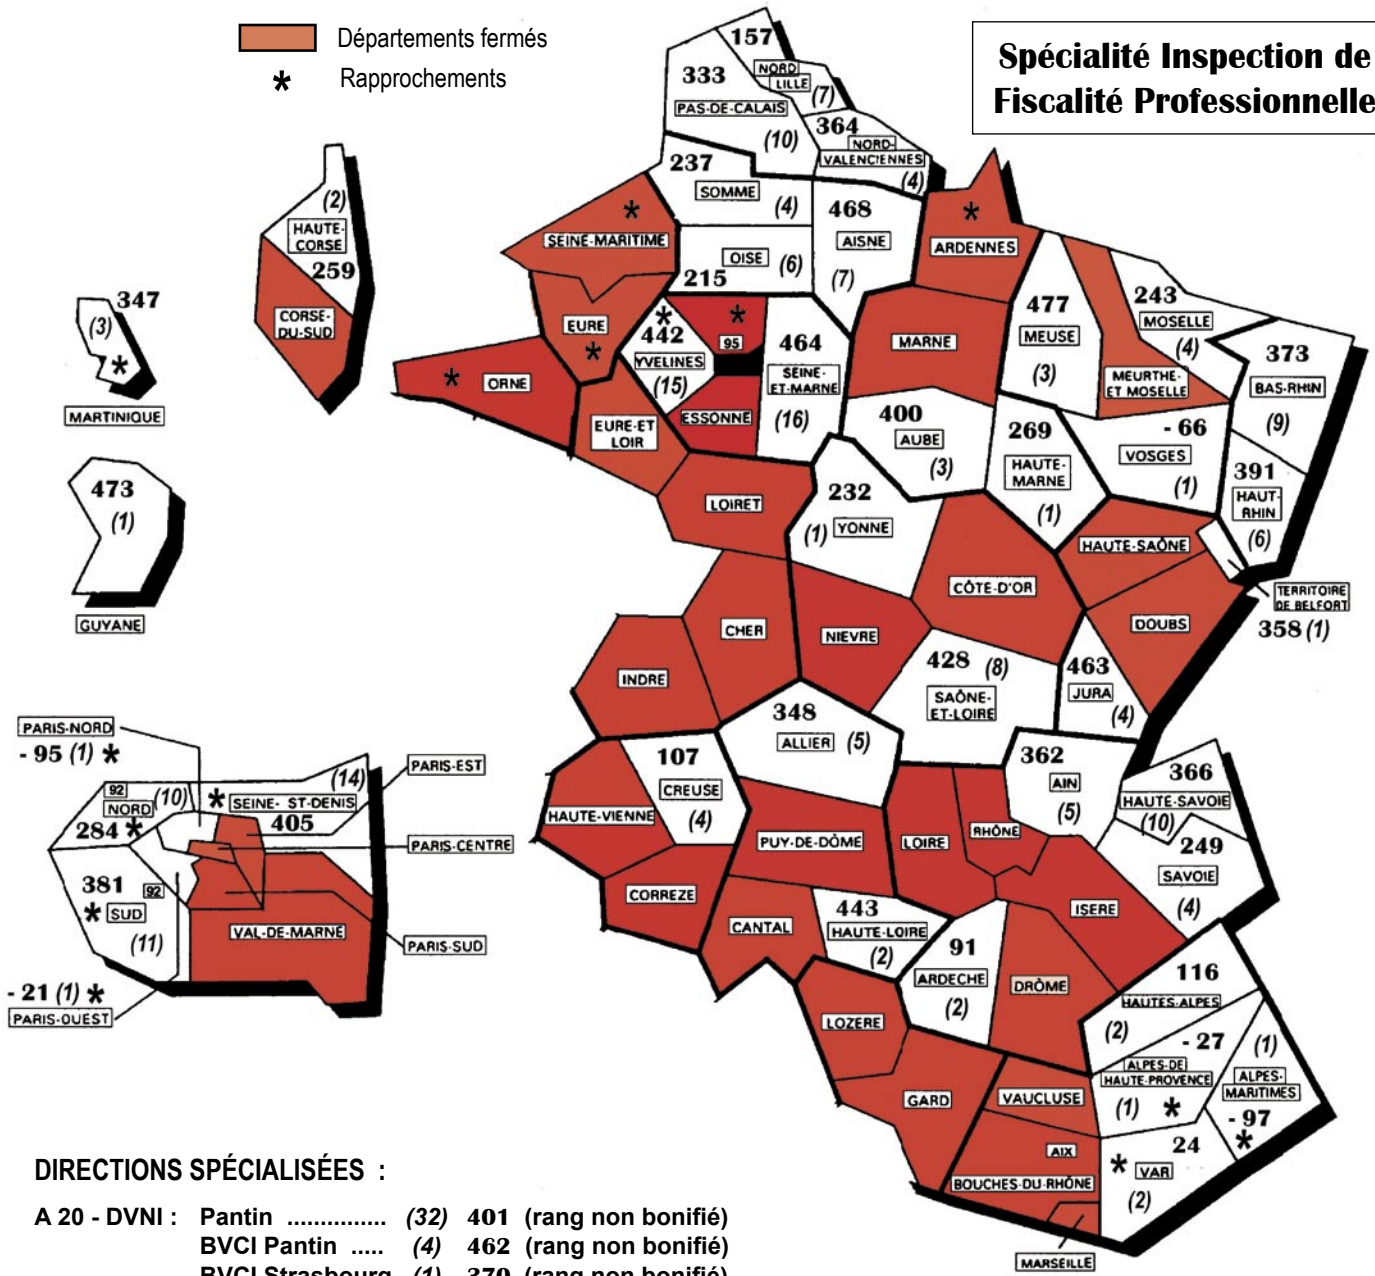 Départements fermés
* Rapprochements
Spécialité Inspection de
Fiscalité Professionnelle
157
NORD
LILLE
(7)
333
PAS-DE-CALAIS
(10)
364
NORD-
VALENCIENNES
(4)
237
SOMME
(4)
468
AISNE
(7)
OISE (6)
215
*
SEINE-MARITIME
*
ARDENNES
EURE
*
*
442
YVELINES
(15)
*
95
464
SEINE-
ET-MARNE
(16)
MARNE
477
MEUSE
(3)
243
MOSELLE
(4)
MEURTHE-
ET MOSELLE
373
BAS-RHIN
(9)
* ORNE
EURE-ET
LOIR
ESSONNE
400
AUBE
(3)
269
HAUTE-
MARNE
(1)
- 66
VOSGES
(1)
391
HAUT-
RHIN
(6)
LOIRET
232
(1) YONNE
HAUTE-SAÔNE
CÔTE-D'OR
TERRITOIRE
DE BELFORT
358 (1)
DOUBS
CHER
NIEVRE
INDRE
428 (8)
SAÔNE-
ET-LOIRE
463
JURA
(4)
348
ALLIER (5)
107
CREUSE
(4)
362
AIN
(5)
366
HAUTE-SAVOIE
(10)
249
SAVOIE
(4)
HAUTE-VIENNE
PUY-DE-DÔME
LOIRE
RHÔNE
CORREZE
CANTAL
443
HAUTE-LOIRE
(2)
ISERE
91
ARDECHE
(2)
DRÔME
116
HAUTES-ALPES
(2)
LOZERE
- 27
ALPES-DE
HAUTE-PROVENCE
(1) *
(1)
ALPES-
MARITIMES
- 97
*
GARD
VAUCLUSE
AIX
BOUCHES-DU-RHÔNE
24
* VAR
(2)
MARSEILLE
(2)
HAUTE-
CORSE
259
CORSE-
DU-SUD
347
(3)
*
MARTINIQUE
473
(1)
GUYANE
PARIS-NORD
- 95 (1) *
PARIS-EST
92
NORD (10)
284 *
(14)
* SEINE- ST-DENIS
405
PARIS-CENTRE
381 92
* SUD
(11)
VAL-DE-MARNE
PARIS-SUD
- 21 (1) *
PARIS-OUEST
DIRECTIONS SPÉCIALISÉES :
A 20 - DVNI : Pantin ............... (32) 401 (rang non bonifié)
BVCI Pantin ..... (4) 462 (rang non bonifié)
BVCI Strasbourg (1) 370 (rang non bonifié)